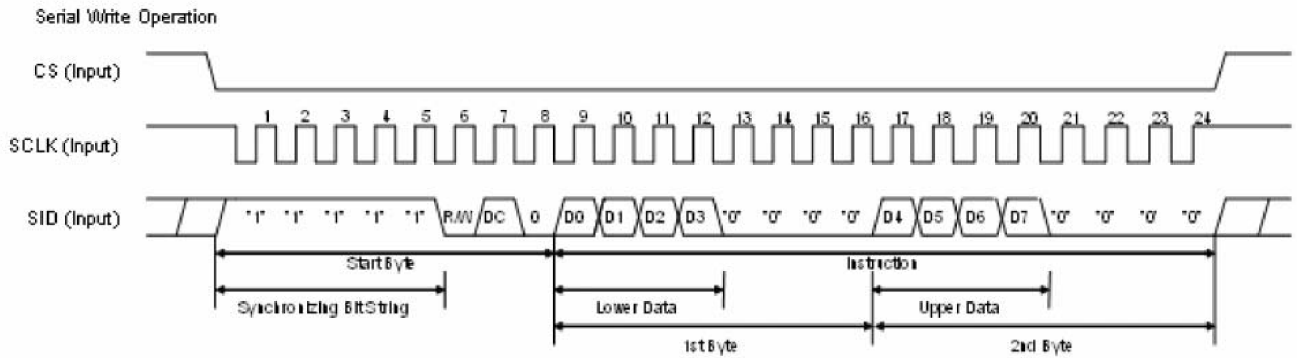 Serial Write Operation
CS (Input)
1 2 3 4 5 6 7 8 9 10 11 12 13 14 15 16 17 18 19 20 21 22 23 24
SCLK (Input)
SID (Input) "1" "1" "1" "1" "1" R/W DC 0 D0 D1 D2 D3 "0" "0" "0" "0" D4 D5 D6 D7 "0" "0" "0" "0"
Start Byte Instruction
Synchronizing Bit String Lower Data Upper Data
1st Byte 2nd Byte